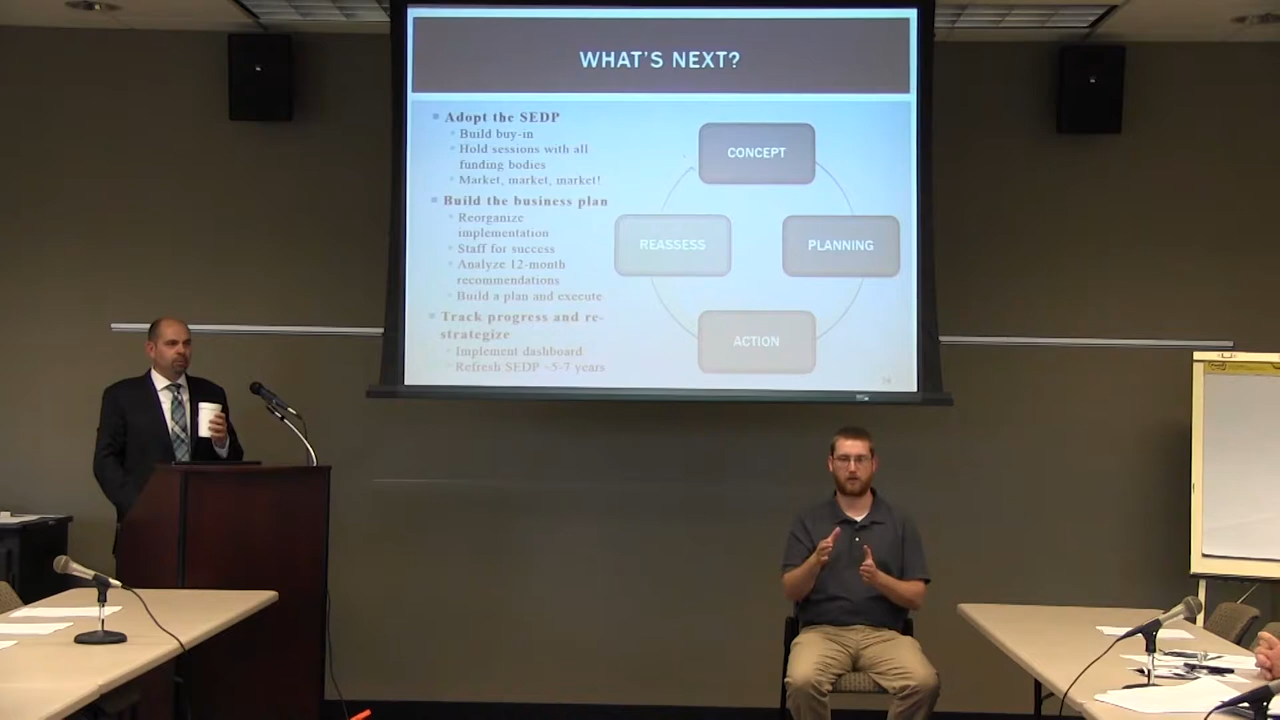 WHAT'S NEXT?
Adopt the SEDP
Build buy-in
Hold sessions with all
funding bodies
Market, market, market!
Build the business plan
Reorganize
implementation
Staff for success
Analyze 12-month
recommendations
Build a plan and execute
Track progress and re-
strategize
Implement dashboard
Refresh SEDP ~5-7 years
CONCEPT
PLANNING
ACTION
REASSESS